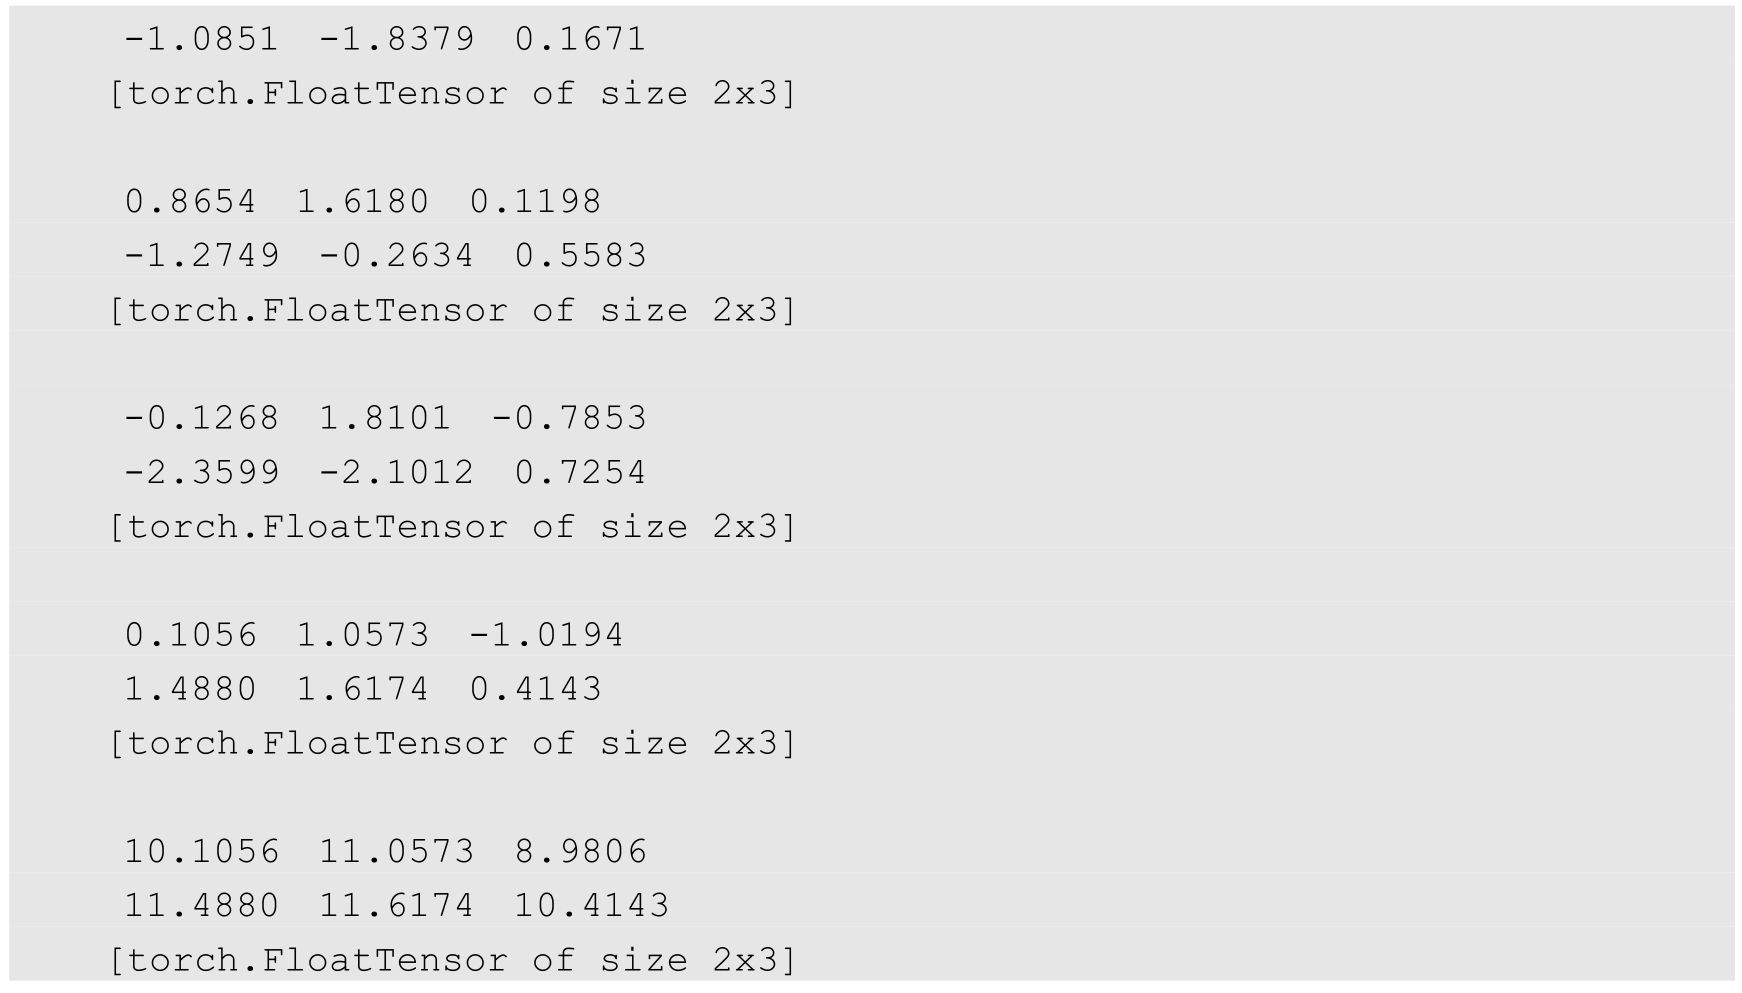 -1.0851 -1.8379 0.1671
[torch.FloatTensor of size 2x3]
0.8654 1.6180 0.1198
-1.2749 -0.2634 0.5583
[torch.FloatTensor of size 2x3]
-0.1268 1.8101 -0.7853
-2.3599 -2.1012 0.7254
[torch.FloatTensor of size 2x3]
0.1056 1.0573 -1.0194
1.4880 1.6174 0.4143
[torch.FloatTensor of size 2x3]
10.1056 11.0573 8.9806
11.4880 11.6174 10.4143
[torch.FloatTensor of size 2x3]